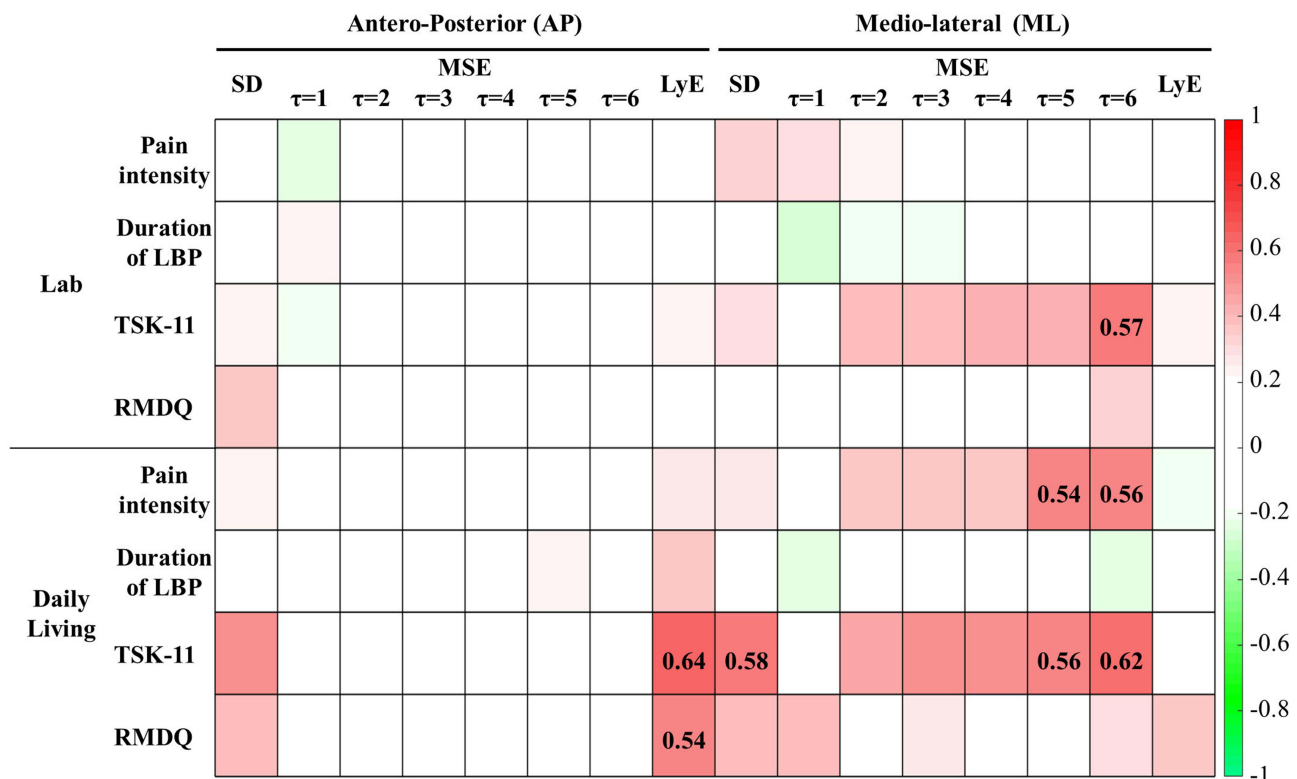 Antero-Posterior (AP) Medio-lateral (ML)
SD MSE LyE SD MSE LyE
τ=1 τ=2 τ=3 τ=4 τ=5 τ=6 τ=1 τ=2 τ=3 τ=4 τ=5 τ=6
Lab
Pain
intensity
Duration
of LBP
TSK-11 0.57
RMDQ
Daily
Living
Pain
intensity 0.54 0.56
Duration
of LBP
TSK-11 0.64 0.58 0.56 0.62
RMDQ 0.54
1
0.8
0.6
0.4
0.2
0
-0.2
-0.4
-0.6
-0.8
-1